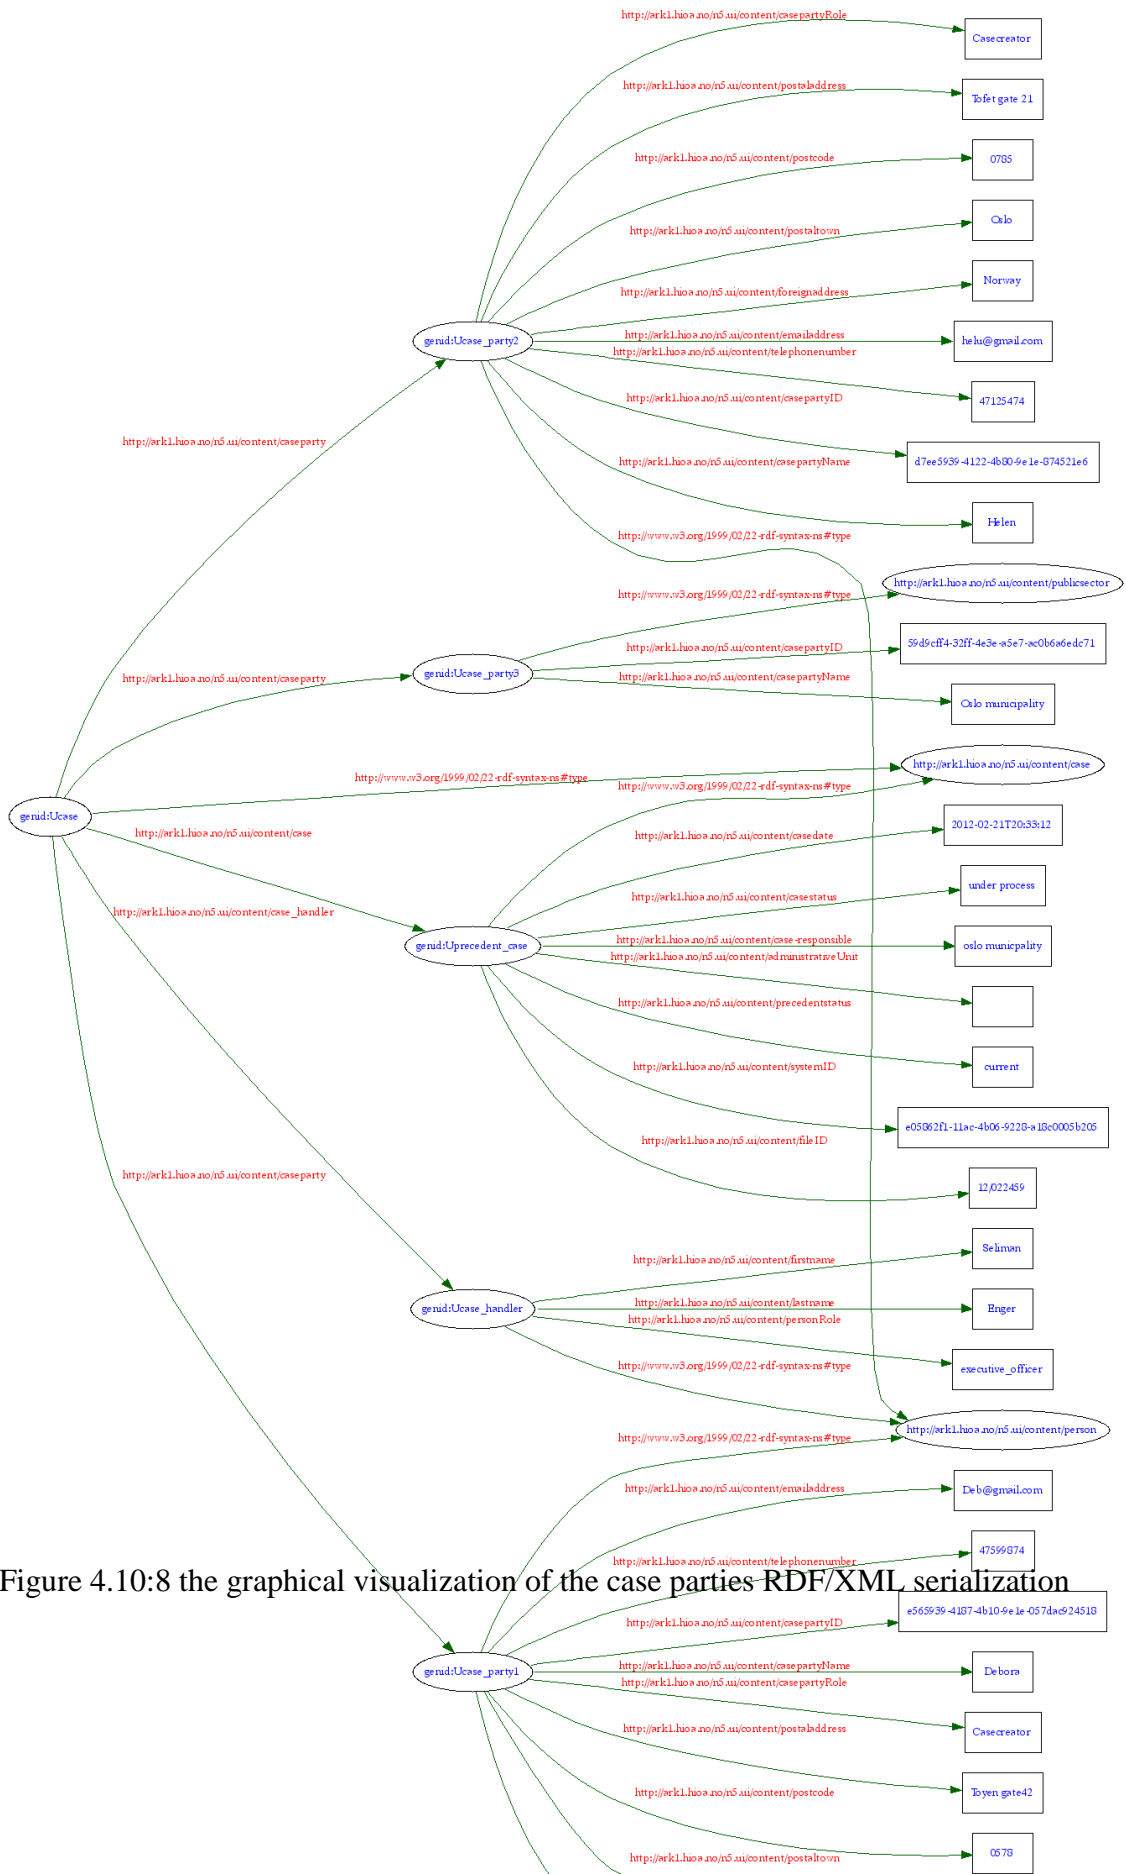 http://ark1.hioa.no/n5.ui/content/casepartyRole
Casecreator
http://ark1.hioa.no/n5.ui/content/postaladdress
Tofet gate 21
http://ark1.hioa.no/n5.ui/content/postcode
0785
http://ark1.hioa.no/n5.ui/content/postaltown
Oslo
http://ark1.hioa.no/n5.ui/content/foreignaddress
Norway
genid:Ucase_party2
http://ark1.hioa.no/n5.ui/content/emailaddress
helu@gmail.com
http://ark1.hioa.no/n5.ui/content/telephonenumber
47125474
http://ark1.hioa.no/n5.ui/content/casepartyID
d7ee5939-4122-4b80-9e1e-874521e6
http://ark1.hioa.no/n5.ui/content/caseparty
http://ark1.hioa.no/n5.ui/content/casepartyName
Helen
http://www.w3.org/1999/02/22-rdf-syntax-ns#type
http://ark1.hioa.no/n5.ui/content/publicsector
http://www.w3.org/1999/02/22-rdf-syntax-ns#type
http://ark1.hioa.no/n5.ui/content/casepartyID
59d9cff4-32ff-4e3e-a5e7-ac0b6a6edc71
genid:Ucase_party3
http://ark1.hioa.no/n5.ui/content/caseparty
http://ark1.hioa.no/n5.ui/content/casepartyName
Oslo municipality
http://ark1.hioa.no/n5.ui/content/case
http://www.w3.org/1999/02/22-rdf-syntax-ns#type
http://www.w3.org/1999/02/22-rdf-syntax-ns#type
genid:Ucase
http://ark1.hioa.no/n5.ui/content/case
http://ark1.hioa.no/n5.ui/content/casedate
2012-02-21T20:33:12
http://ark1.hioa.no/n5.ui/content/casestatus
under process
http://ark1.hioa.no/n5.ui/content/case_handler
genid:Uprecedent_case
http://ark1.hioa.no/n5.ui/content/case-responsible
oslo municpality
http://ark1.hioa.no/n5.ui/content/administrativeUnit
http://ark1.hioa.no/n5.ui/content/precedentstatus
current
http://ark1.hioa.no/n5.ui/content/systemID
e05862f1-11ac-4b06-9228-a18c0005b205
http://ark1.hioa.no/n5.ui/content/fileID
12/022459
http://ark1.hioa.no/n5.ui/content/caseparty
http://ark1.hioa.no/n5.ui/content/firstname
Seliman
genid:Ucase_handler
http://ark1.hioa.no/n5.ui/content/lastname
Enger
http://ark1.hioa.no/n5.ui/content/personRole
executive_officer
http://www.w3.org/1999/02/22-rdf-syntax-ns#type
http://ark1.hioa.no/n5.ui/content/person
http://www.w3.org/1999/02/22-rdf-syntax-ns#type
http://ark1.hioa.no/n5.ui/content/emailaddress
Deb@gmail.com
http://ark1.hioa.no/n5.ui/content/telephonenumber
47599874
Figure 4.10:8 the graphical visualization of the case parties RDF/XML serialization
http://ark1.hioa.no/n5.ui/content/casepartyID
e565939-4187-4b10-9e1e-057dac924518
genid:Ucase_party1
http://ark1.hioa.no/n5.ui/content/casepartyName
Debora
http://ark1.hioa.no/n5.ui/content/casepartyRole
Casecreator
http://ark1.hioa.no/n5.ui/content/postaladdress
Toyen gate42
http://ark1.hioa.no/n5.ui/content/postcode
0578
http://ark1.hioa.no/n5.ui/content/postaltown